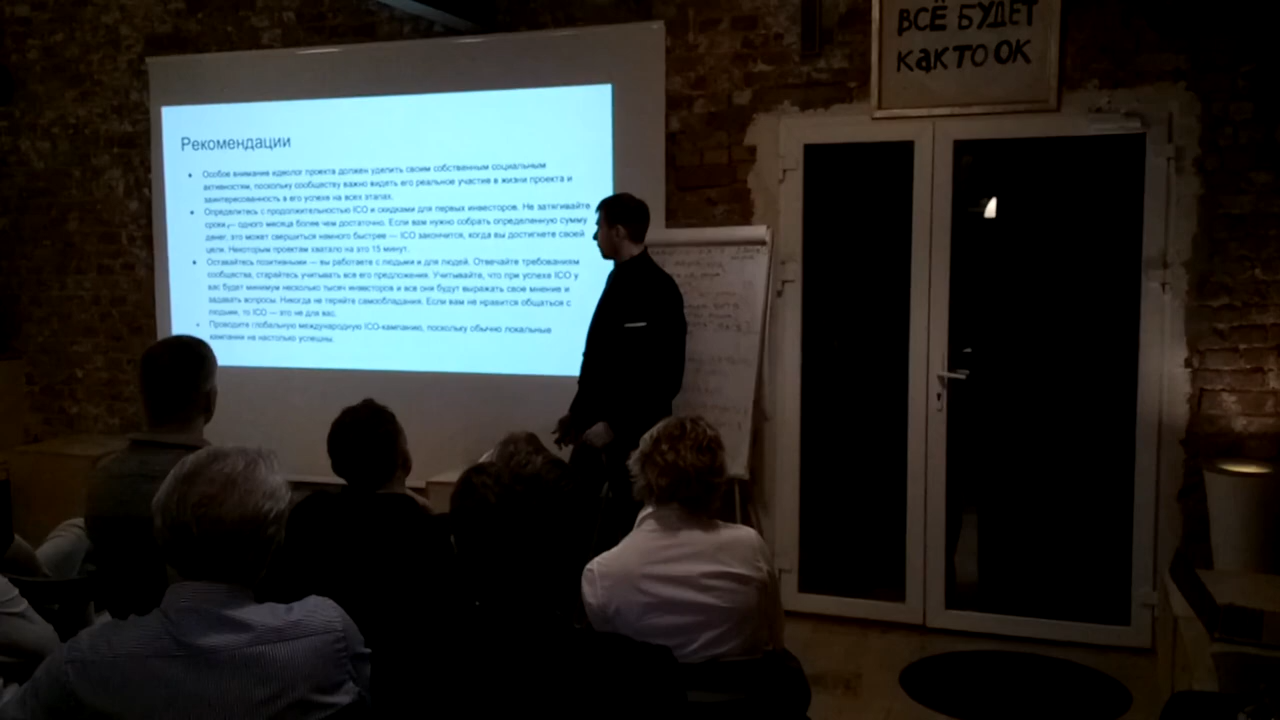 ВСЁ БУДЕТ
КАК ТО ОК
Рекомендации
Особое внимание идеолог проекта должен уделить своим собственным социальным
активностям, поскольку сообществу важно видеть его реальное участие в жизни проекта и
заинтересованность в его успехе на всех этапах.
Определитесь с продолжительностью ICO и скидками для первых инвесторов. Не затягивайте
сроки — одного месяца более чем достаточно. Если вам нужно собрать определенную сумму
денег, это может свершиться намного быстрее — ICO закончится, когда вы достигнете своей
цели. Некоторым проектам хватало на это 15 минут.
Оставайтесь позитивными — вы работаете с людьми и для людей. Отвечайте требованиям
сообщества, старайтесь учитывать все его предложения. Учитывайте, что при успехе ICO у
вас будет минимум несколько тысяч инвесторов и все они будут выражать свое мнение и
задавать вопросы. Никогда не теряйте самообладания. Если вам не нравится общаться с
людьми, то ICO — это не для вас.
Проводите глобальную международную ICO-кампанию, поскольку обычно локальные
кампании не настолько успешны.